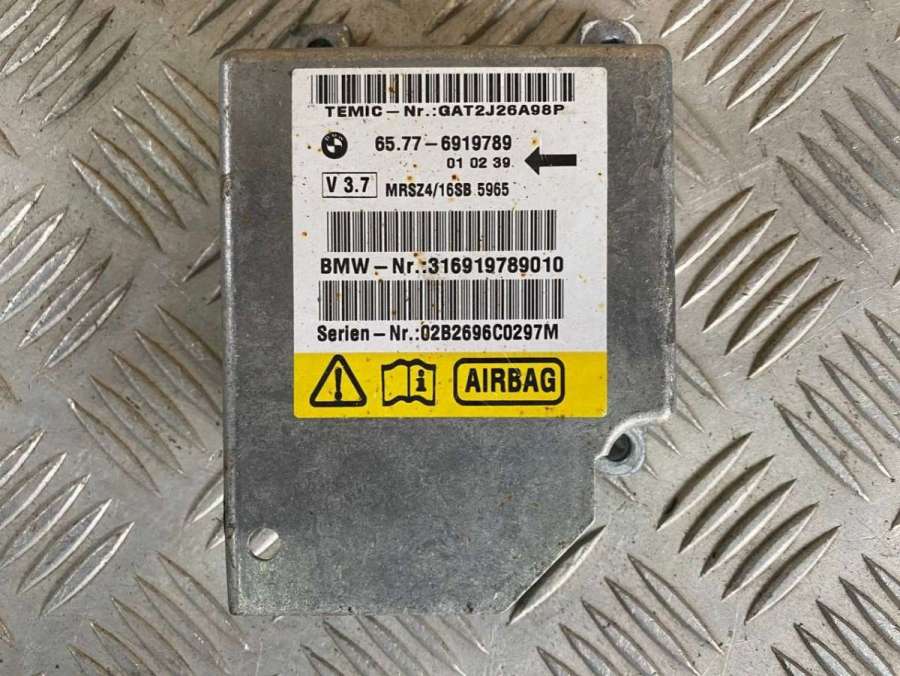 TEMIC-Nr.:GAT2J26A98P
65.77-6919789
01 02 39
V 3.7 MRSZ4/16SB 5965
BMW-Nr.:316919789010
Serien-Nr.:02B2696C0297M
AIRBAG